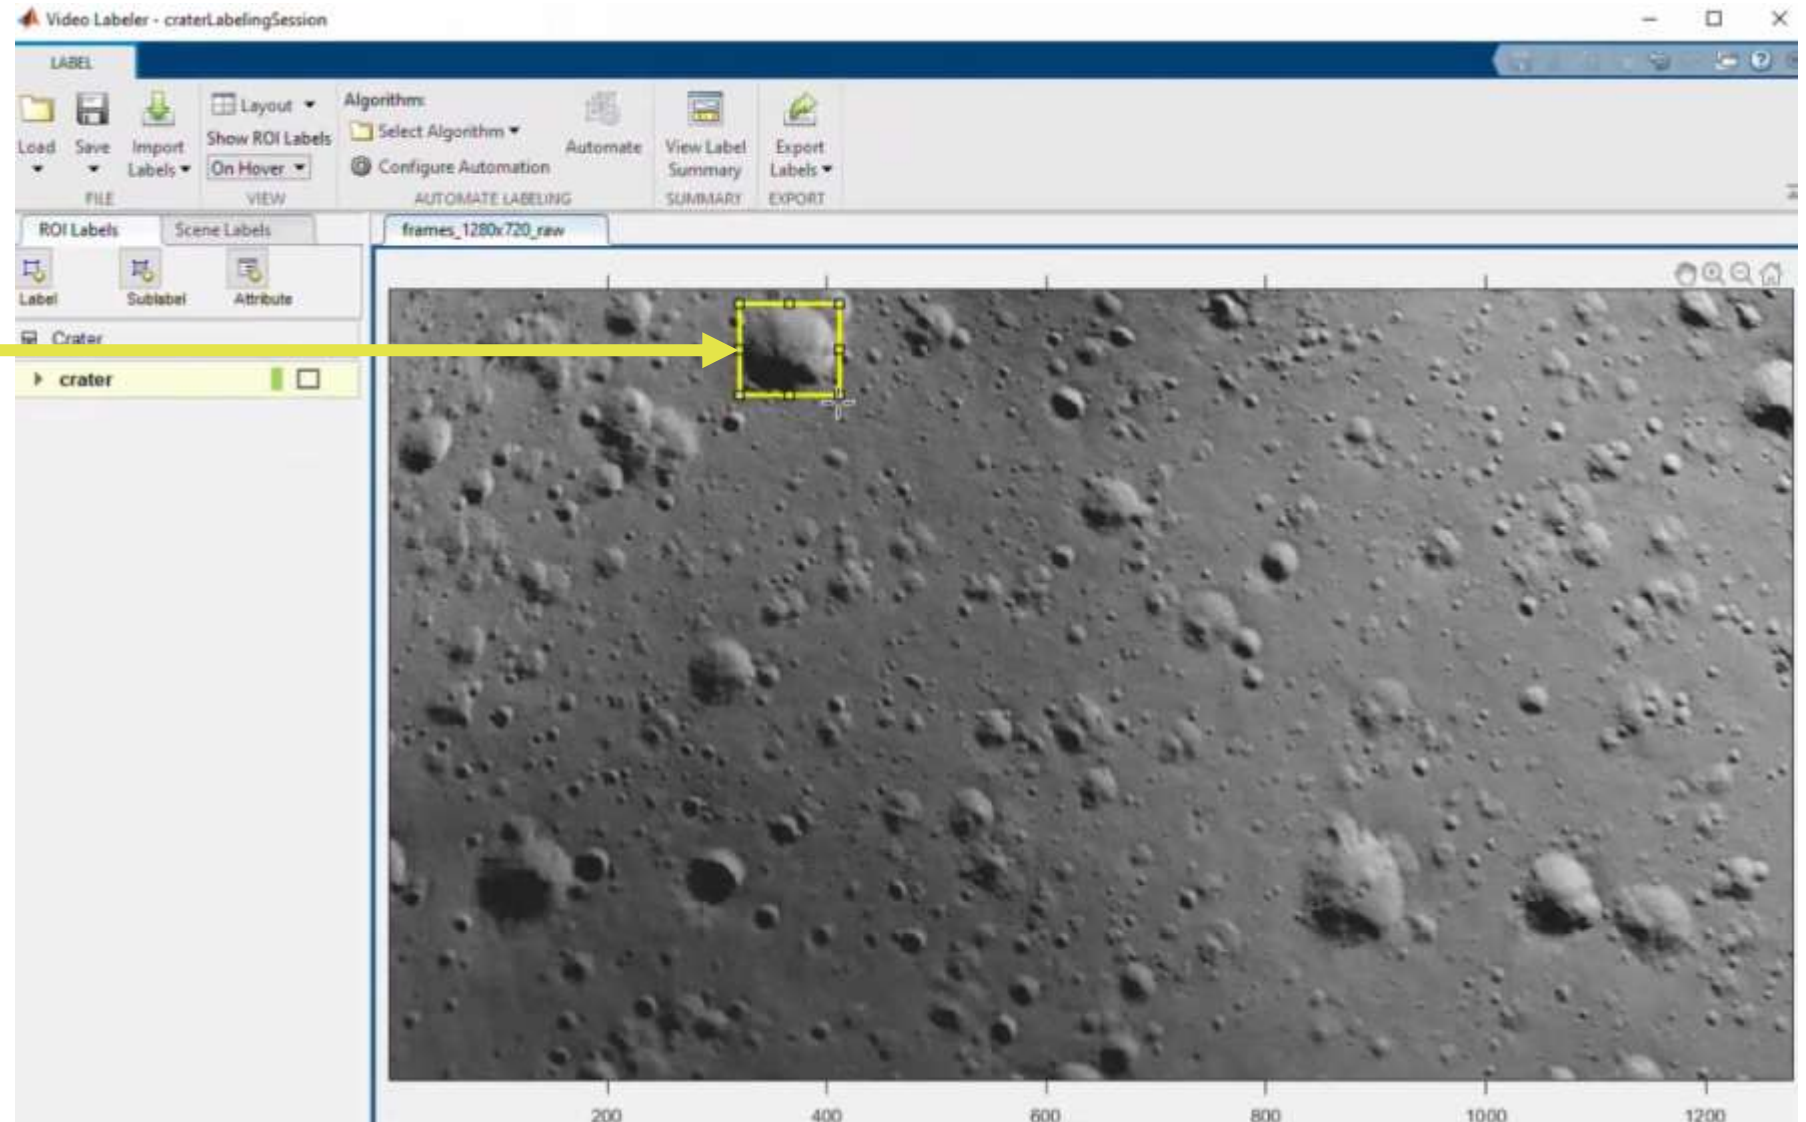 Video Labeler - craterLabelingSession
LABEL
Load
Save
Import Labels
FILE
Layout
Show ROI Labels
On Hover
VIEW
Algorithm:
Select Algorithm
Configure Automation
Automate
AUTOMATE LABELING
View Label Summary
SUMMARY
Export Labels
EXPORT
ROI Labels
Scene Labels
frames_1280x720_raw
Label
Sublabel
Attribute
Crater
crater
200 400 600 800 1000 1200